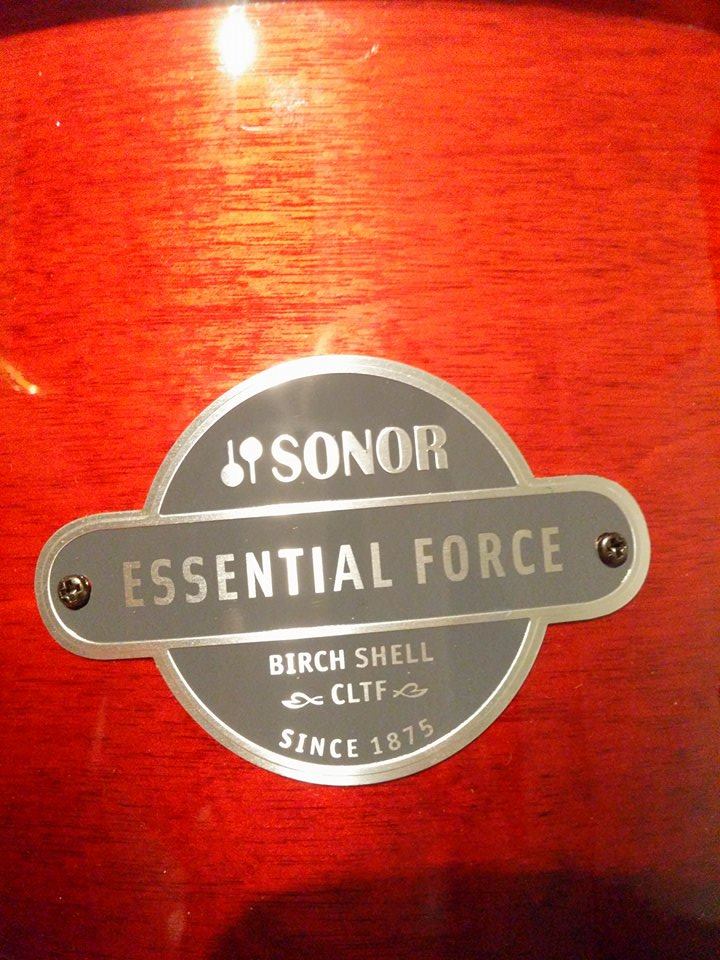 SONOR
ESSENTIAL FORCE
BIRCH SHELL
CLTF
SINCE 1875